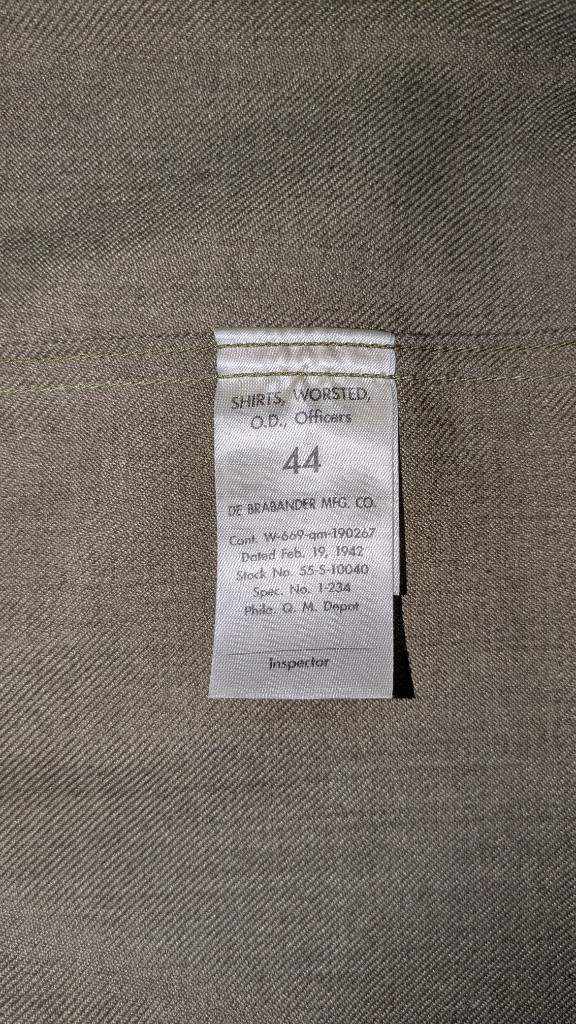 SHIRTS, WORSTED,
O.D., Officers
44
DE BRABANDER MFG. CO.
Cont. W-669-qm-190267
Dated Feb. 19, 1942
Stock No. 55-S-10040
Spec. No. 1-234
Phila. Q. M. Depot
Inspector